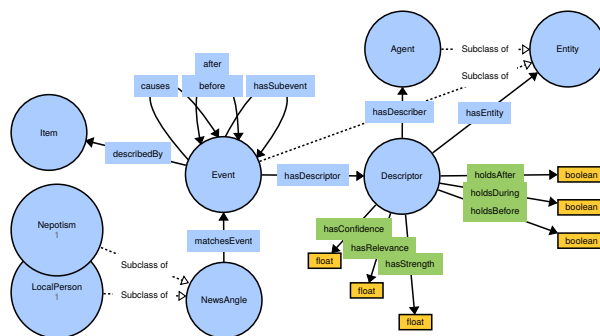 Agent
Subclass of
Entity
after
causes
before
hasSubevent
Subclass of
hasDescriber
hasEntity
Item
describedBy
Event
hasDescriptor
Descriptor
holdsAfter
boolean
holdsDuring
boolean
holdsBefore
boolean
Nepotism
1
matchesEvent
hasConfidence
hasRelevance
hasStrength
float
float
float
Subclass of
LocalPerson
1
Subclass of
NewsAngle